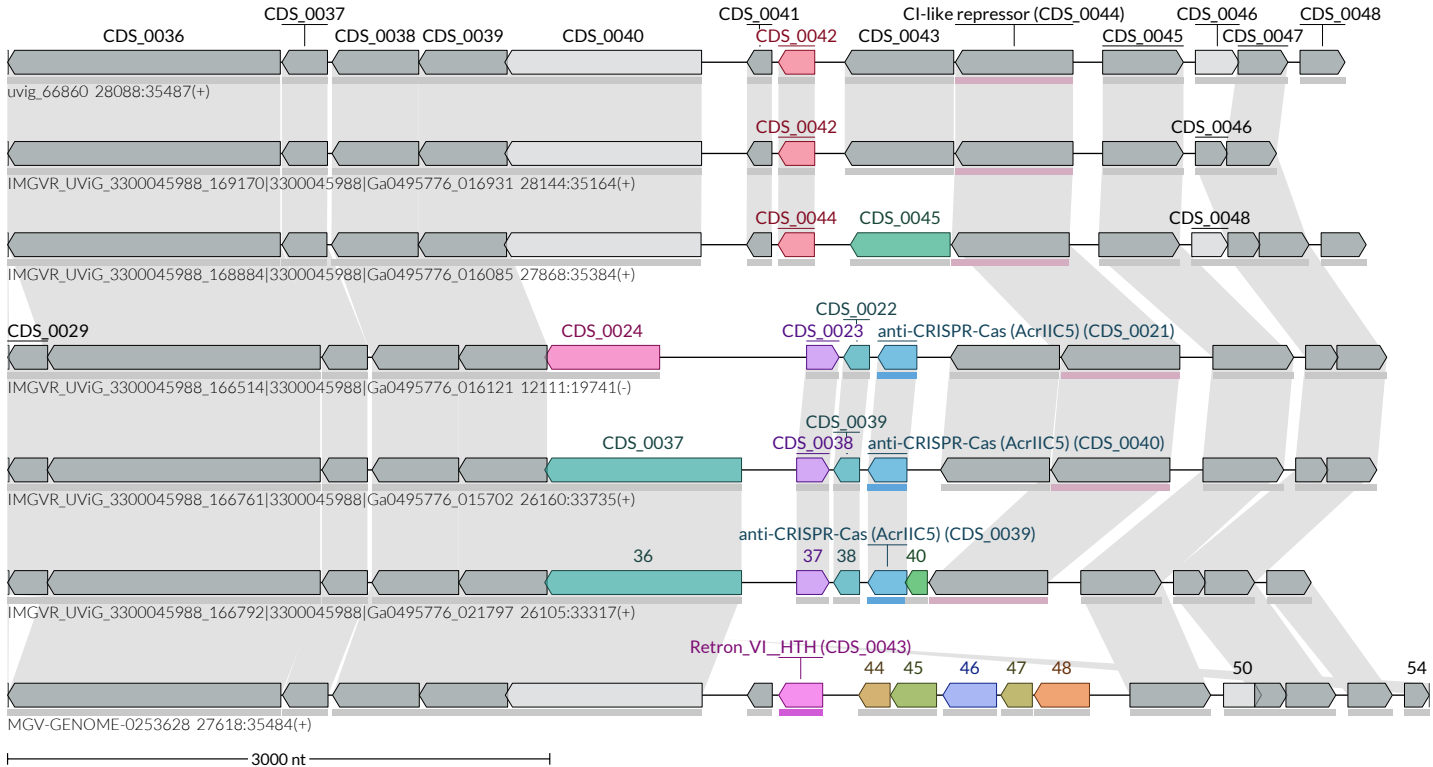 CDS_0037 CDS_0041 CI-like repressor (CDS_0044) CDS_0046 CDS_0048
CDS_0036 CDS_0038 CDS_0039 CDS_0040 CDS_0042 CDS_0043 CDS_0045 CDS_0047
uvig_66860 28088:35487(+)
CDS_0042 CDS_0046
IMGVR_UViG_3300045988_169170|3300045988|Ga0495776_016931 28144:35164(+)
CDS_0044 CDS_0045 CDS_0048
IMGVR_UViG_3300045988_168884|3300045988|Ga0495776_016085 27868:35384(+)
CDS_0022
CDS_0029 CDS_0024 CDS_0023 anti-CRISPR-Cas (AcrIIC5) (CDS_0021)
IMGVR_UViG_3300045988_166514|3300045988|Ga0495776_016121 12111:19741(-)
CDS_0039
CDS_0037 CDS_0038 anti-CRISPR-Cas (AcrIIC5) (CDS_0040)
IMGVR_UViG_3300045988_166761|3300045988|Ga0495776_015702 26160:33735(+)
anti-CRISPR-Cas (AcrIIC5) (CDS_0039)
36 37 38 40
IMGVR_UViG_3300045988_166792|3300045988|Ga0495776_021797 26105:33317(+)
Retron_VI__HTH (CDS_0043)
44 45 46 47 48 50 54
MGV-GENOME-0253628 27618:35484(+)
3000 nt